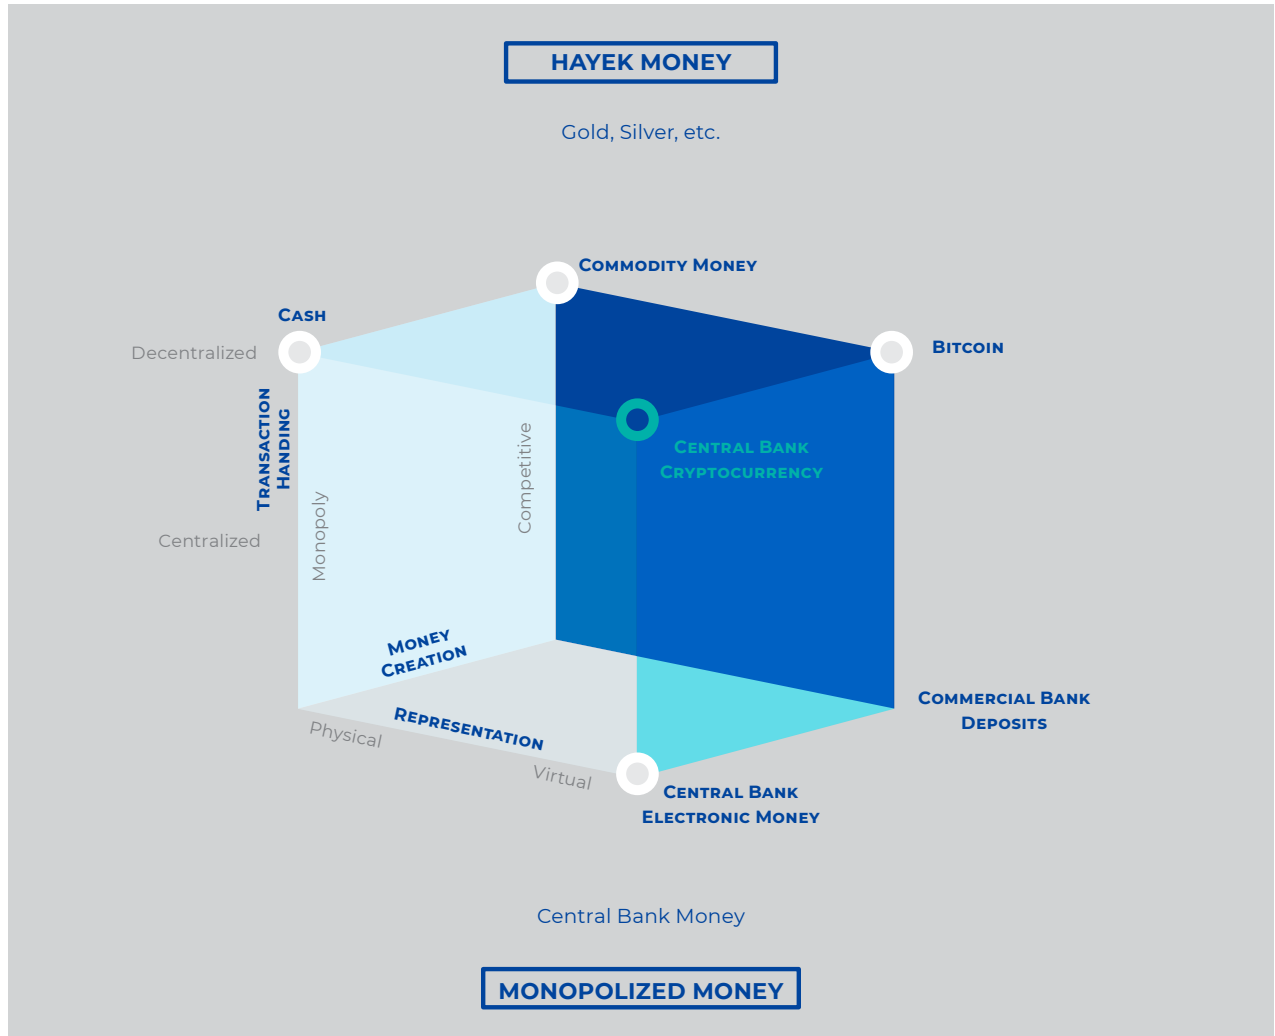 HAYEK MONEY
Gold, Silver, etc.
Commodity Money
Cash
Decentralized
Bitcoin
Transaction
Handing
Competitive
Central Bank
Cryptocurrency
Monopoly
Centralized
Money
Creation
Representation
Physical
Virtual
Commercial Bank
Deposits
Central Bank
Electronic Money
Central Bank Money
MONOPOLIZED MONEY